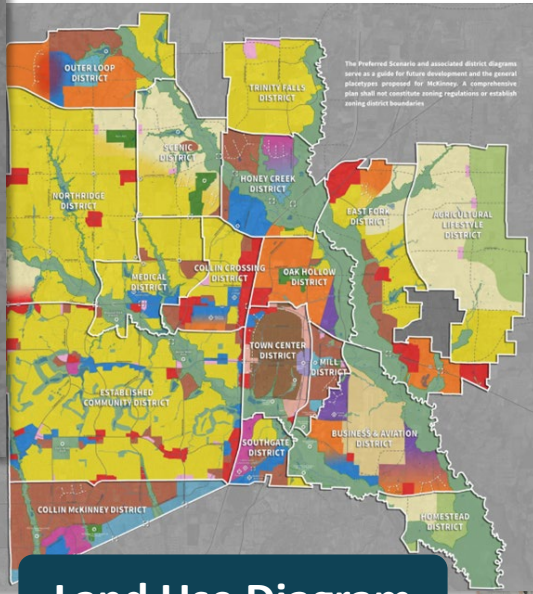 The Preferred Scenario and associated district diagrams
serve as a guide for future development and the general
placetypes proposed for McKinney. A comprehensive
plan shall not constitute zoning regulations or establish
zoning district boundaries
OUTER LOOP
DISTRICT
TRINITY FALLS
DISTRICT
SCENIC
DISTRICT
HONEY CREEK
DISTRICT
NORTHRIDGE
DISTRICT
EAST FORK
DISTRICT
AGRICULTURAL
LIFESTYLE
DISTRICT
MEDICAL
DISTRICT
COLLIN CROSSING
DISTRICT
OAK HOLLOW
DISTRICT
TOWN CENTER
DISTRICT
MILL
DISTRICT
ESTABLISHED
COMMUNITY DISTRICT
SOUTHGATE
DISTRICT
BUSINESS & AVIATION
DISTRICT
COLLIN McKINNEY DISTRICT
HOMESTEAD
DISTRICT
Land Use Diagram